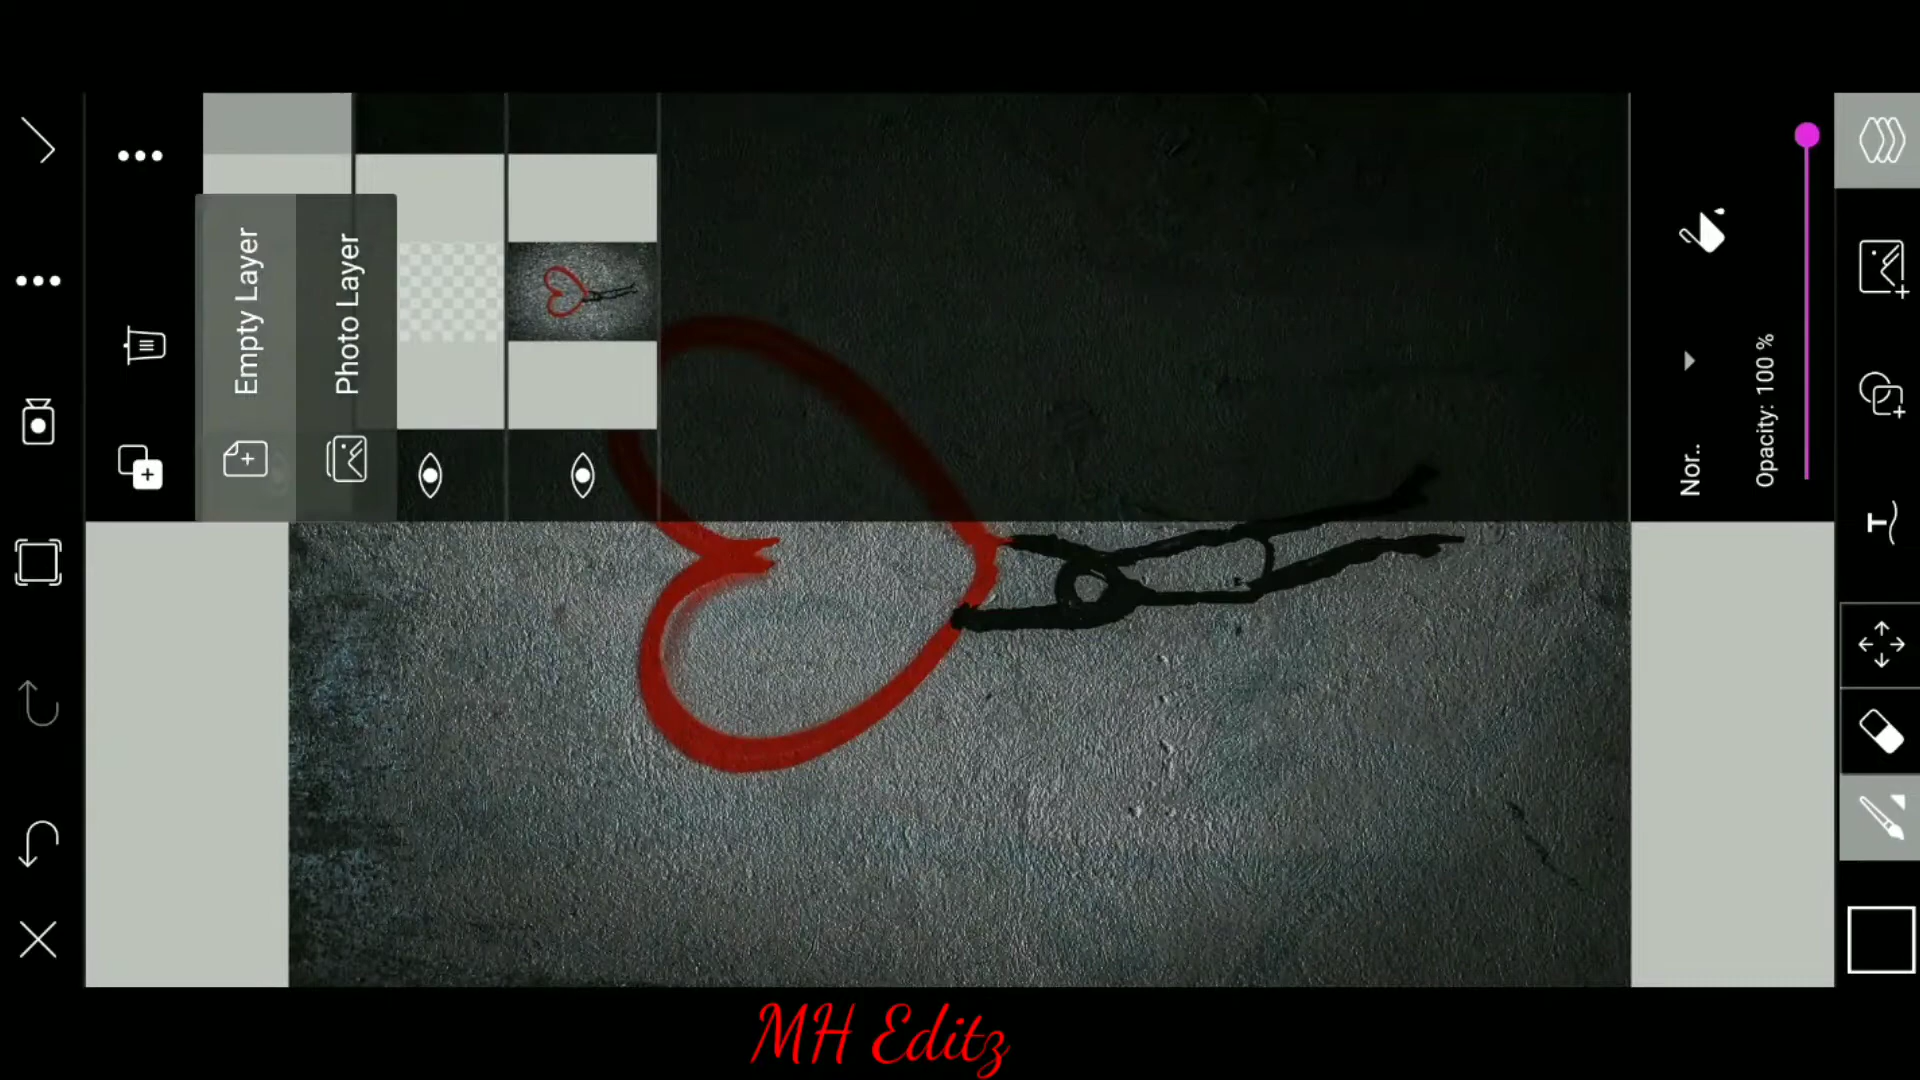 Empty Layer
Photo Layer
Nor..
Opacity: 100 %
MH Editz